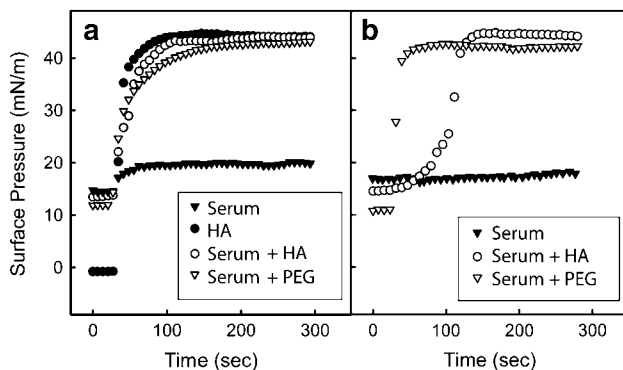 a
b
Surface Pressure (mN/m)
40
30
20
10
0
▼ Serum
● HA
○ Serum + HA
▽ Serum + PEG
▼ Serum
○ Serum + HA
▽ Serum + PEG
0 100 200 300
0 100 200 300
Time (sec)
Time (sec)